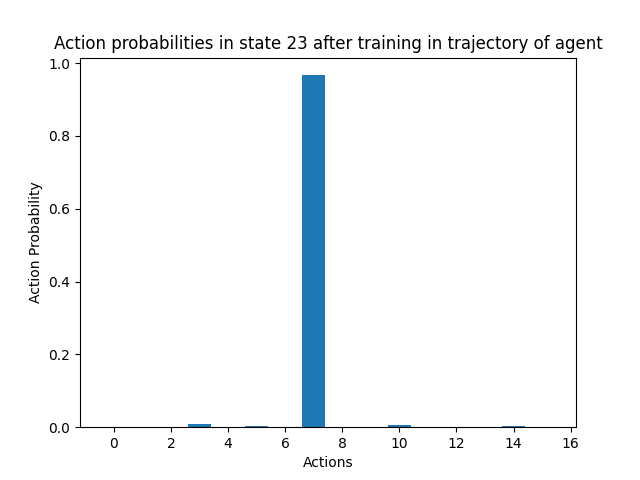 Action probabilities in state 23 after training in trajectory of agent
1.0
0.8
0.6
0.4
0.2
0.0
Action Probability
0 2 4 6 8 10 12 14 16
Actions